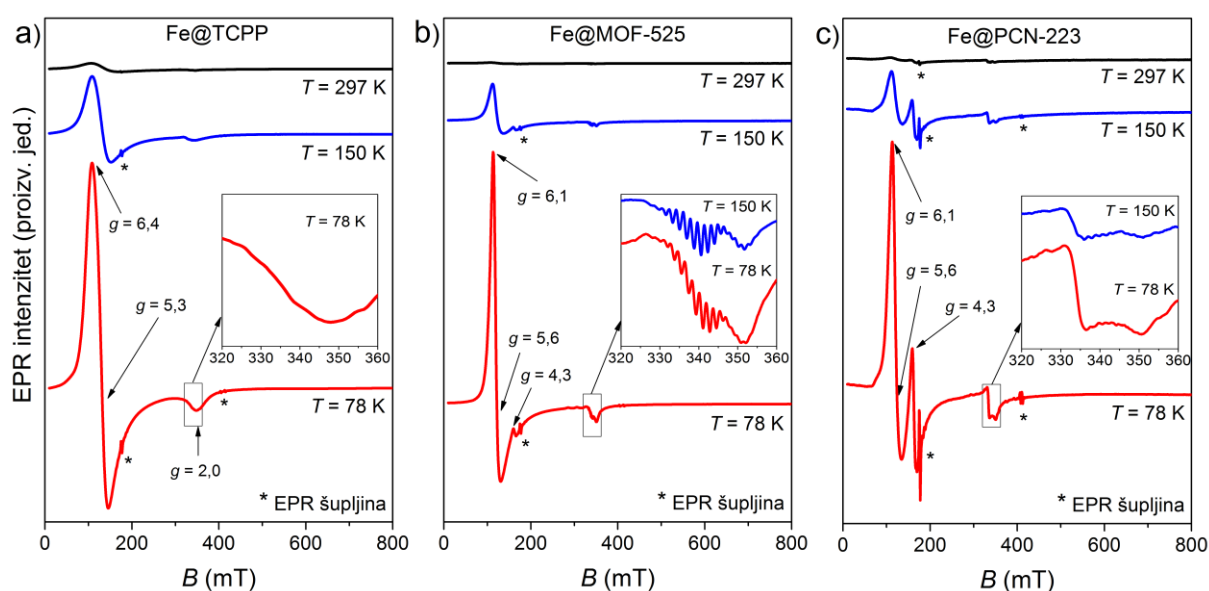 EPR intenzitet (proizv. jed.)
a)
Fe@TCPP
T = 297 K
T = 150 K
*
g = 6,4
T = 78 K
320 330 340 350 360
g = 5,3
T = 78 K
*
*
g = 2,0
* EPR šupljina
0 200 400 600 800
B (mT)
b)
Fe@MOF-525
T = 297 K
T = 150 K
*
g = 6,1
T = 150 K
T = 78 K
320 330 340 350 360
g = 5,6
g = 4,3
T = 78 K
*
* EPR šupljina
0 200 400 600 800
B (mT)
c)
Fe@PCN-223
*
T = 297 K
T = 150 K
*
*
g = 6,1
T = 150 K
T = 78 K
320 330 340 350 360
g = 5,6
g = 4,3
T = 78 K
*
*
* EPR šupljina
0 200 400 600 800
B (mT)